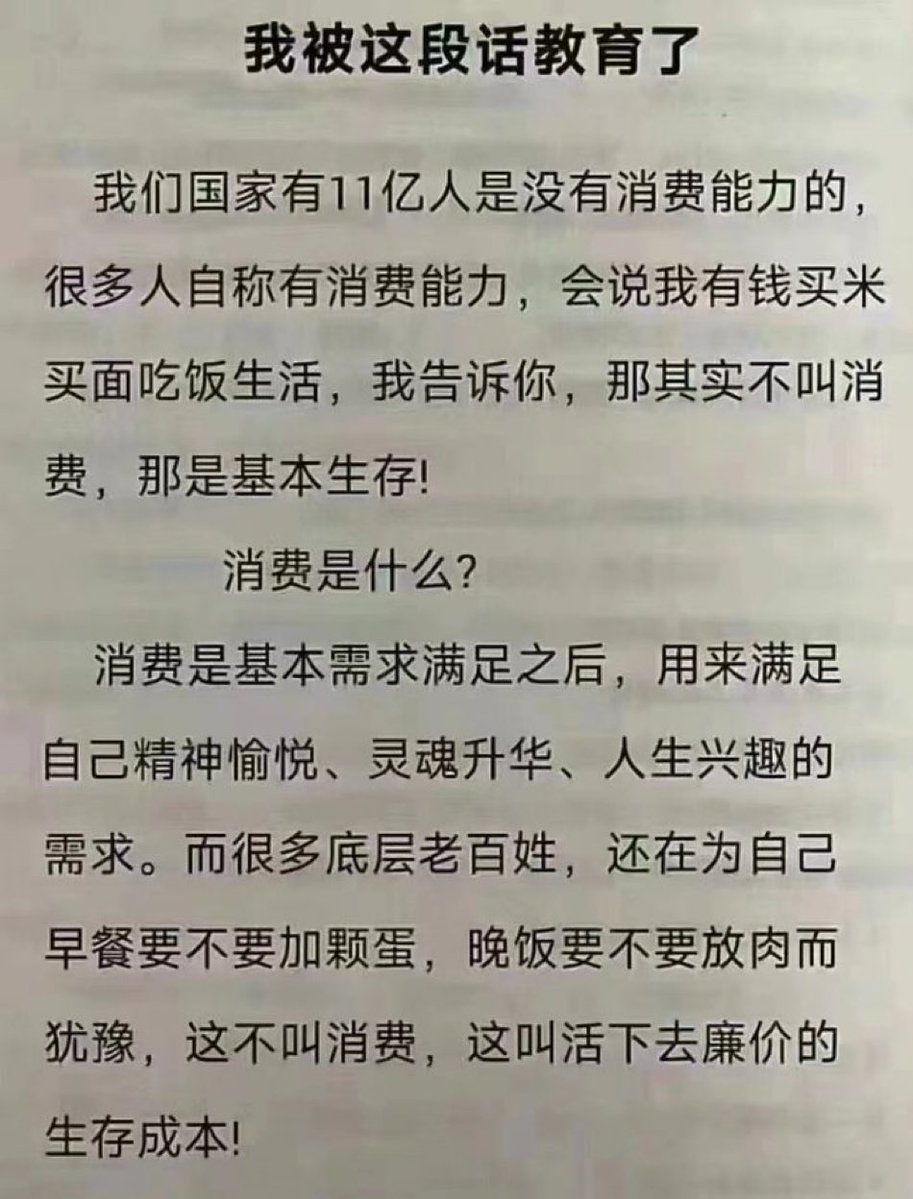 我被这段话教育了
我们国家有11亿人是没有消费能力的，
很多人自称有消费能力，会说我有钱买米
买面吃饭生活，我告诉你，那其实不叫消
费，那是基本生存!
消费是什么?
消费是基本需求满足之后，用来满足
自己精神愉悦、灵魂升华、人生兴趣的
需求。而很多底层老百姓，还在为自己
早餐要不要加颗蛋，晚饭要不要放肉而
犹豫，这不叫消费，这叫活下去廉价的
生存成本!